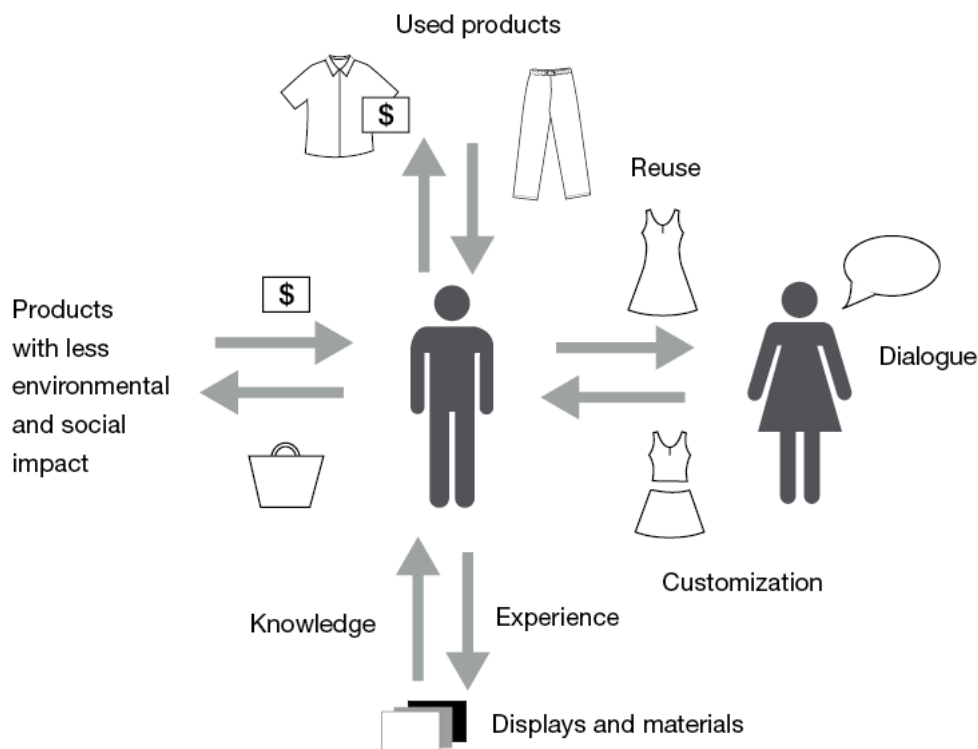 Used products
$
Reuse
$
Products
with less
environmental
and social
impact
Dialogue
Customization
Knowledge
Experience
Displays and materials